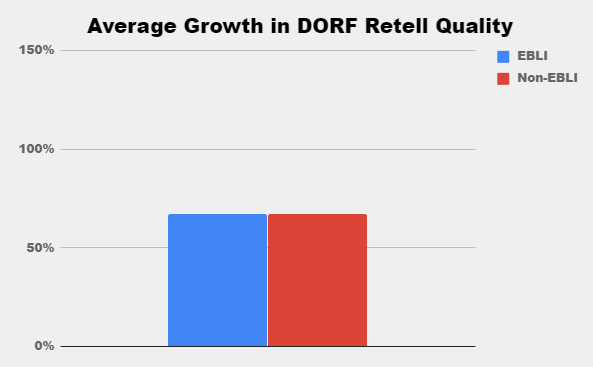 Average Growth in DORF Retell Quality
150%
EBLI
Non-EBLI
100%
50%
0%